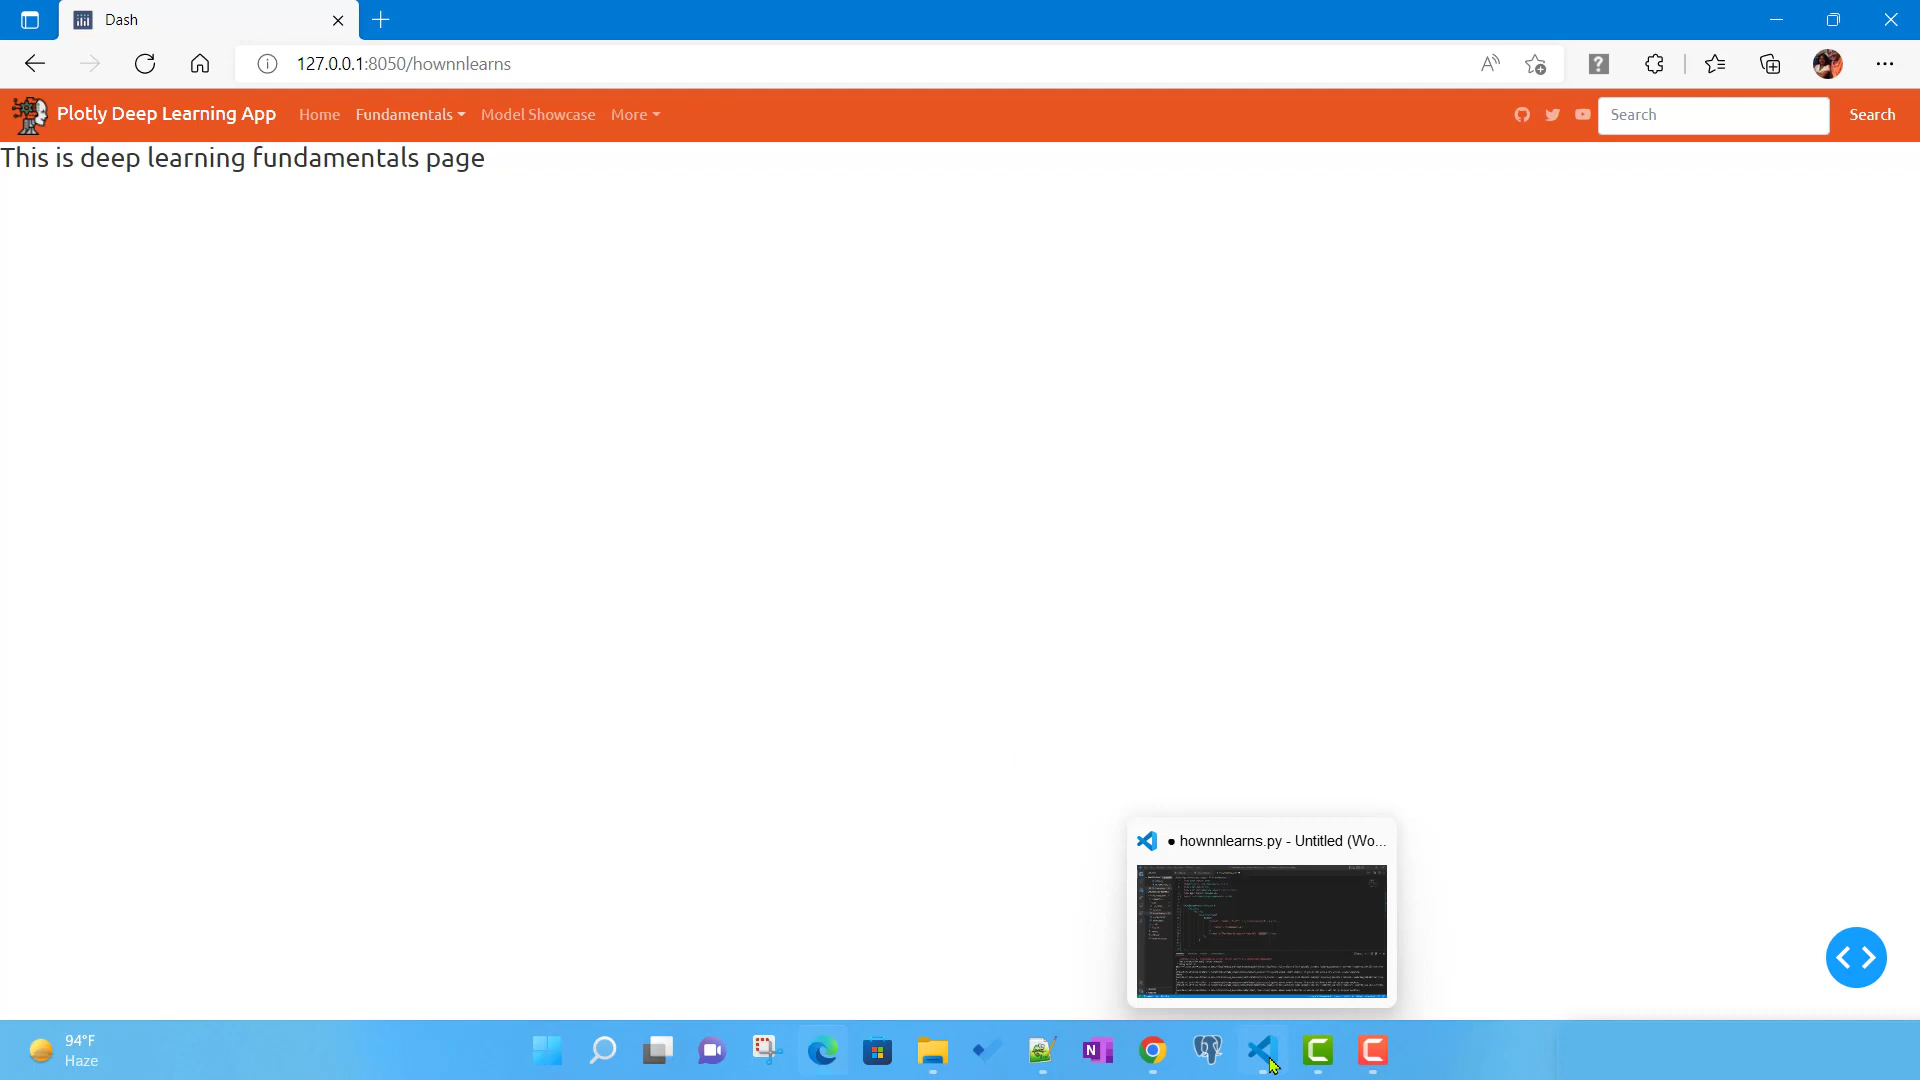 Dash
127.0.0.1:8050/hownnlearns
Plotly Deep Learning App Home Fundamentals Model Showcase More Search Search
This is deep learning fundamentals page
● hownnlearns.py - Untitled (Wo...
94°F
Haze